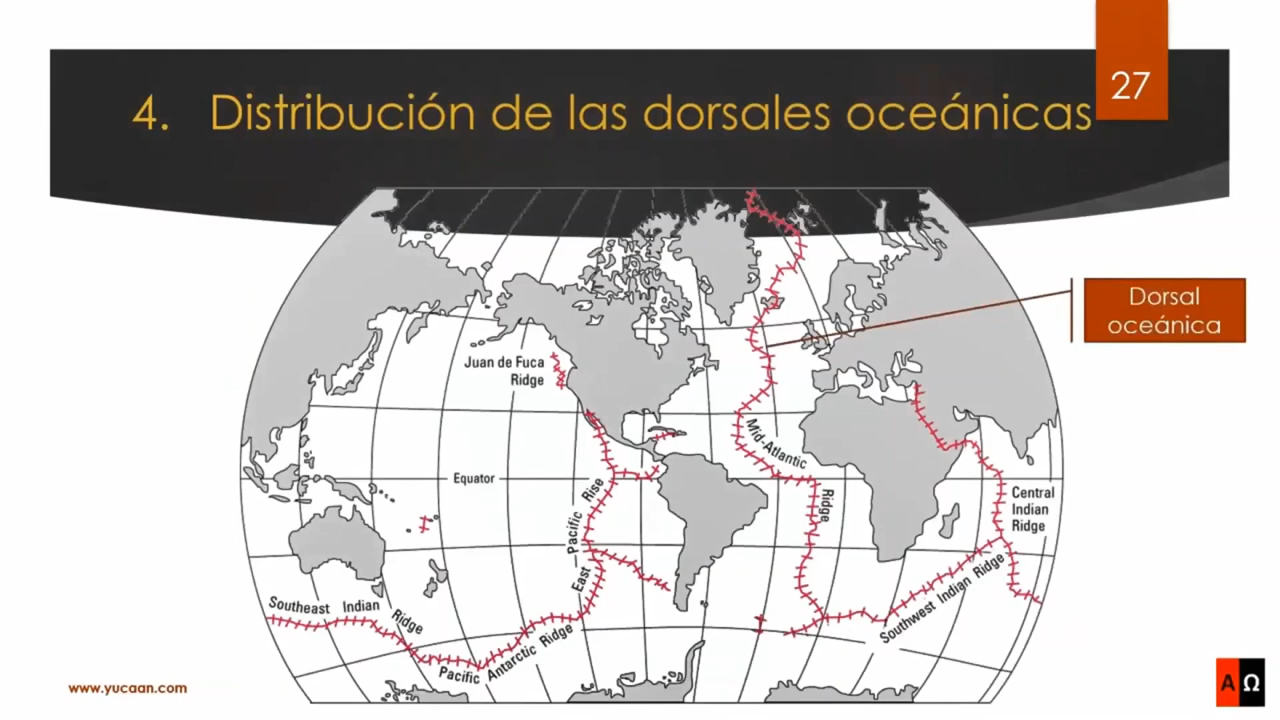 27
4. Distribución de las dorsales oceánicas
Dorsal
oceánica
Juan de Fuca
Ridge
Mid-Atlantic
Ridge
Equator
East Pacific Rise
Central
Indian
Ridge
Southeast Indian Ridge
Pacific Antarctic Ridge
Southwest Indian Ridge
www.yucaan.com
Α Ω